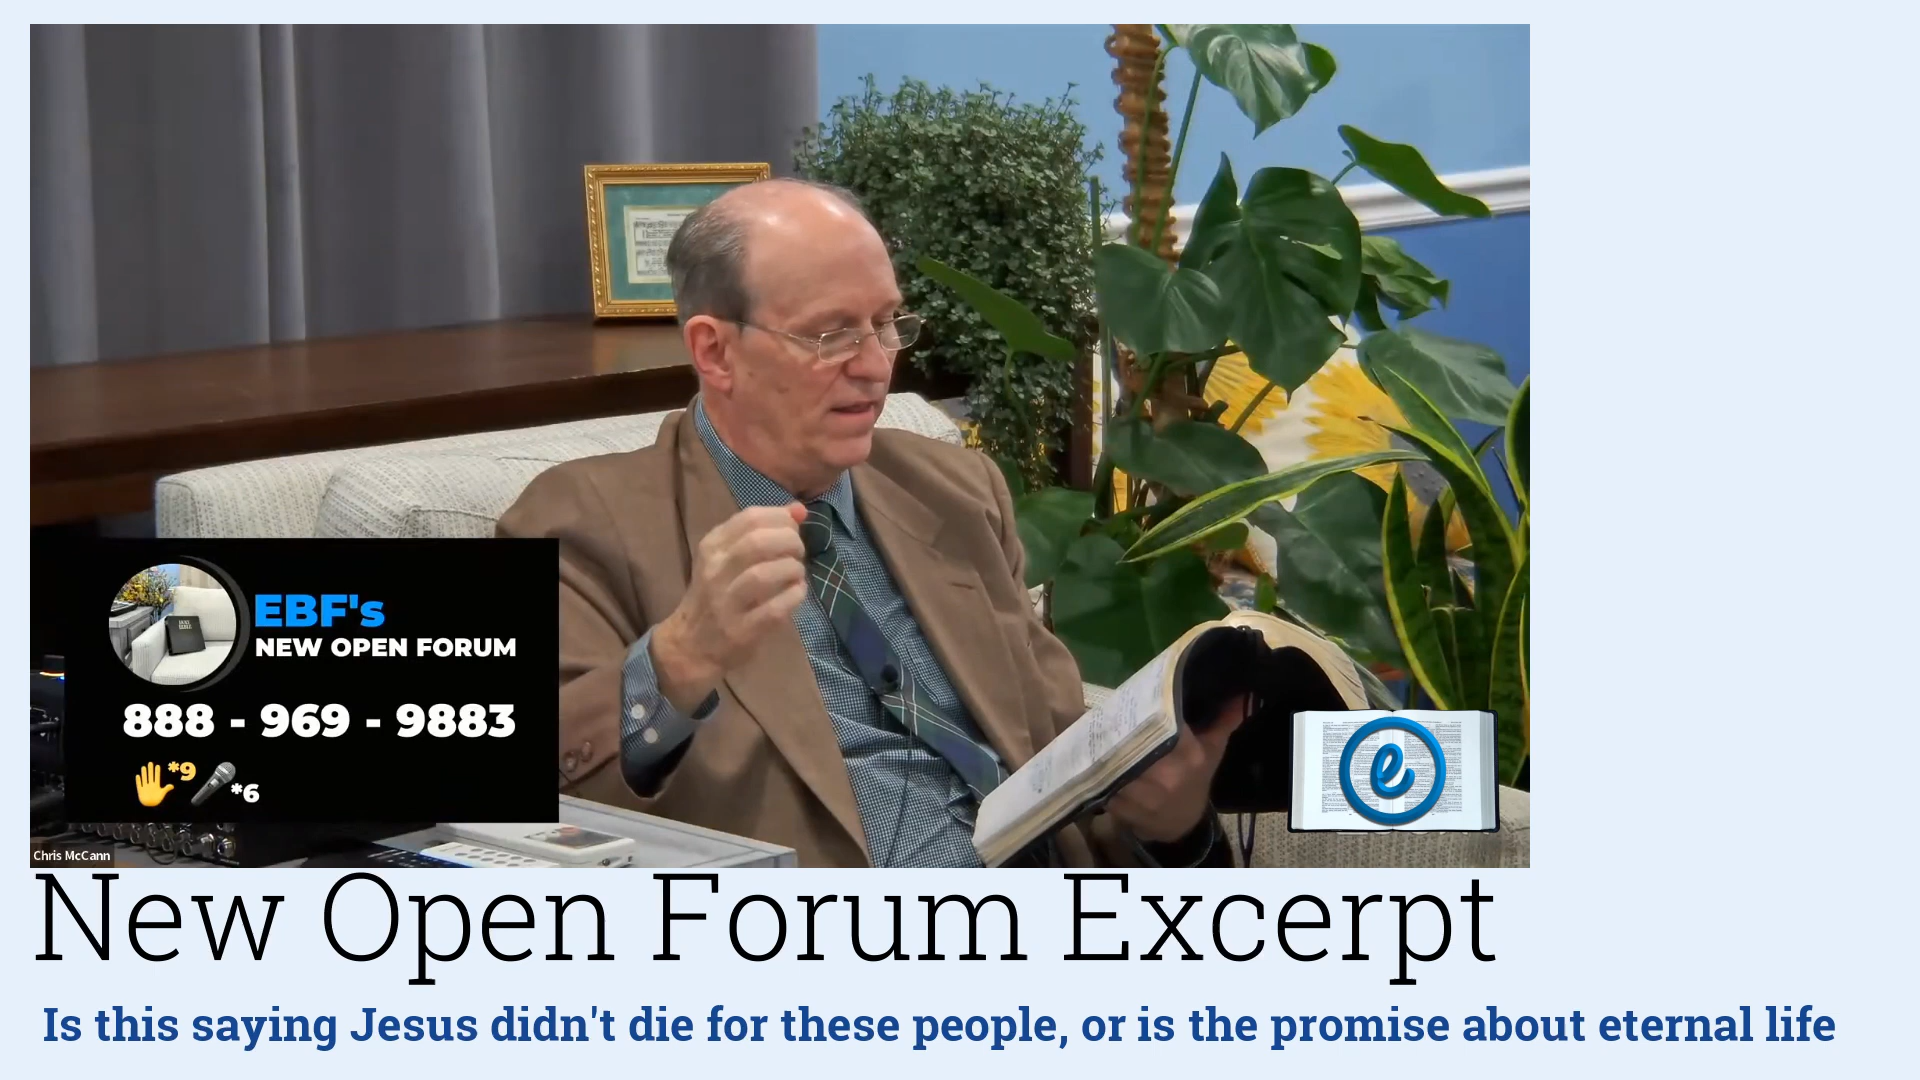 EBF's
NEW OPEN FORUM
888 - 969 - 9883
*9
*6
e
Chris McCann
New Open Forum Excerpt
Is this saying Jesus didn't die for these people, or is the promise about eternal life